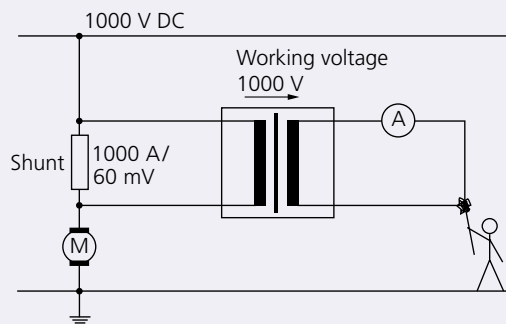 1000 V DC
Working voltage
1000 V
A
Shunt
1000 A/
60 mV
M